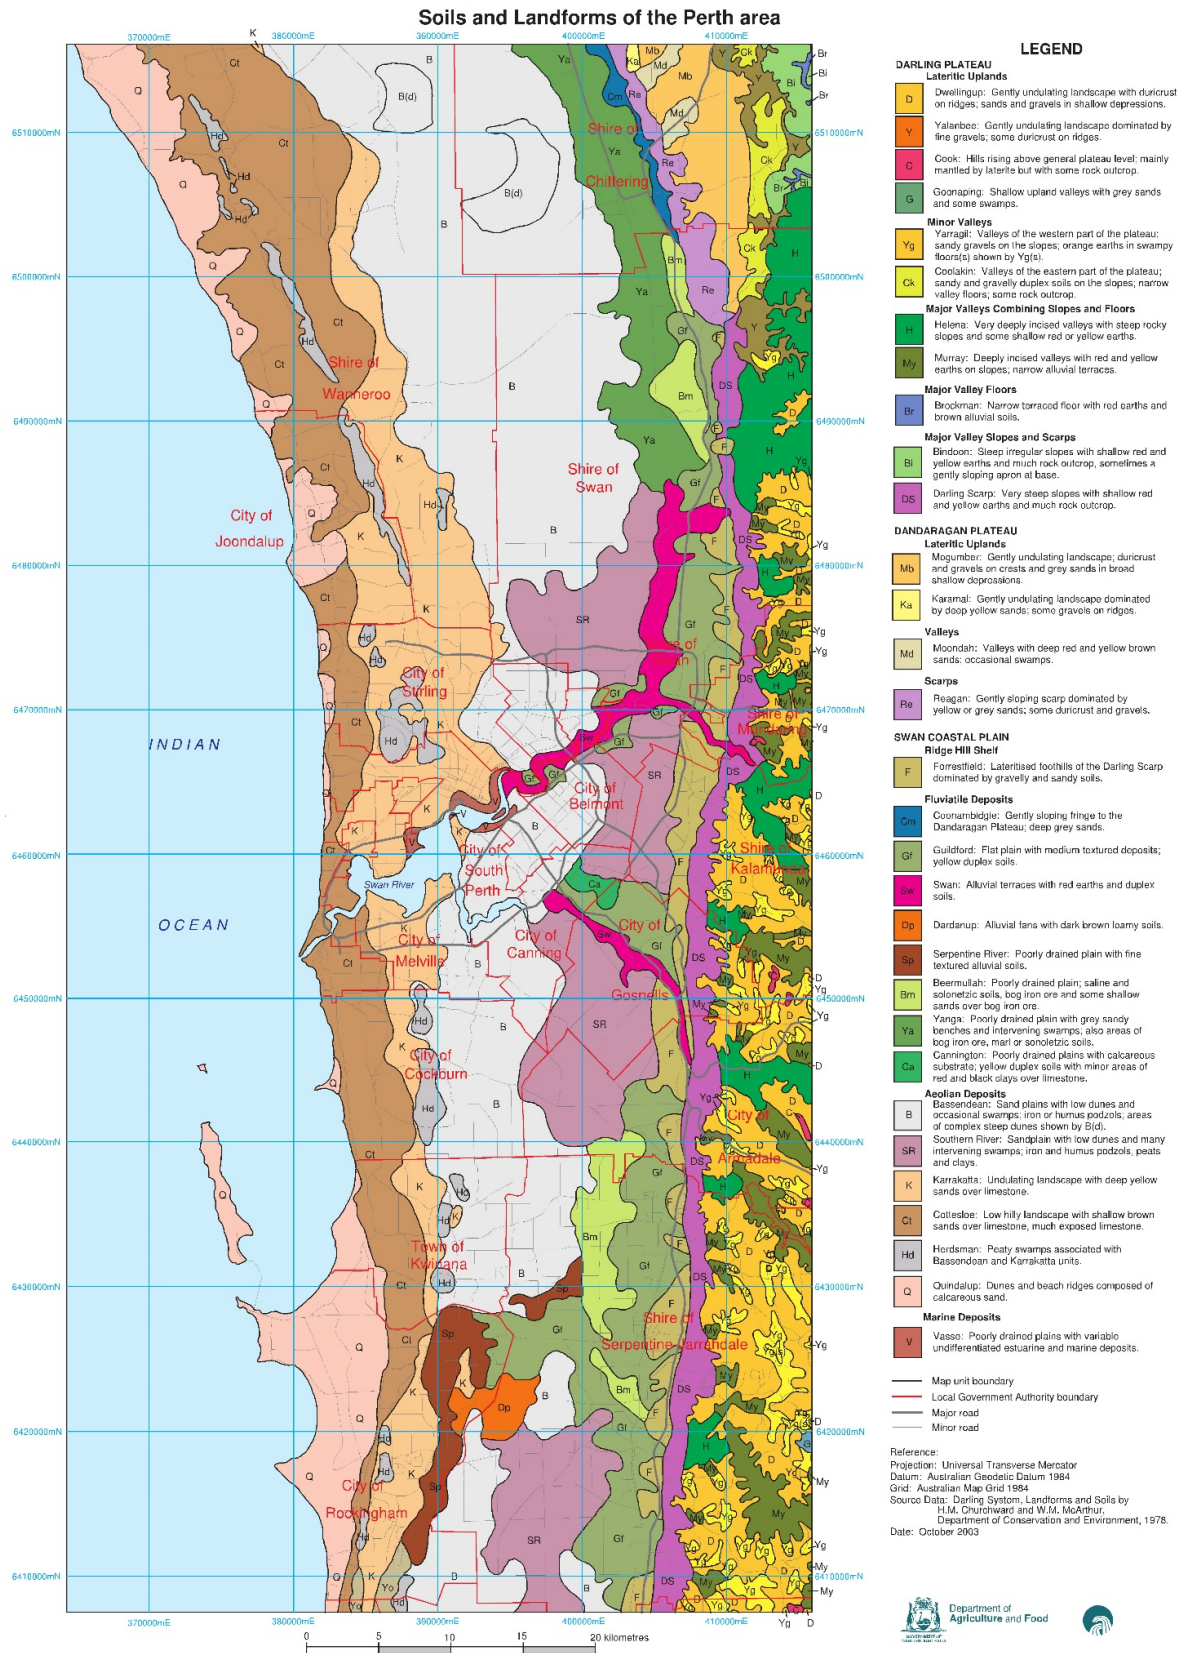 Soils and Landforms of the Perth area
370000mE
380000mE
390000mE
400000mE
410000mE
6510000mN
6500000mN
6490000mN
6480000mN
6470000mN
6460000mN
6450000mN
6440000mN
6430000mN
6420000mN
6410000mN
INDIAN
OCEAN
Swan River
Shire of
Chittering
Shire of
Wanneroo
Shire of
Swan
City of
Joondalup
City of
Stirling
Shire of
City of
Belmont
City of
South
Perth
Shire of
Kalamunda
City of
Melville
City of
Canning
City of
Gosnells
City of
Cockburn
City of
Armadale
Town of
Kwinana
Shire of
Serpentine-Jarrahdale
City of
Rockingham
370000mE
380000mE
390000mE
400000mE
410000mE
0 5 10 15 20 kilometres
LEGEND
DARLING PLATEAU
Lateritic Uplands
D Dwellingup: Gently undulating landscape with duricrust
on ridges; sands and gravels in shallow depressions.
Y Yalanbee: Gently undulating landscape dominated by
fine gravels; some duricrust on ridges.
C Cook: Hills rising above general plateau level; mainly
mantled by laterite but with some rock outcrop.
G Goonaping: Shallow upland valleys with grey sands
and some swamps.
Minor Valleys
Yg Yarragil: Valleys of the western part of the plateau;
sandy gravels on the slopes; orange earths in swampy
floors(s) shown by Yg(s).
Ck Coolakin: Valleys of the eastern part of the plateau;
sandy and gravelly duplex soils on the slopes; narrow
valley floors; some rock outcrop.
Major Valleys Combining Slopes and Floors
H Helena: Very deeply incised valleys with steep rocky
slopes and some shallow red or yellow earths.
My Murray: Deeply incised valleys with red and yellow
earths on slopes; narrow alluvial terraces.
Major Valley Floors
Br Brockman: Narrow terraced floor with red earths and
brown alluvial soils.
Major Valley Slopes and Scarps
Bi Bindoon: Steep irregular slopes with shallow red and
yellow earths and much rock outcrop, sometimes a
gently sloping apron at base.
DS Darling Scarp: Very steep slopes with shallow red
and yellow earths and much rock outcrop.
DANDARAGAN PLATEAU
Lateritic Uplands
Mb Mogumber: Gently undulating landscape; duricrust
and gravels on crests and grey sands in broad
shallow depressions.
Ka Karamal: Gently undulating landscape dominated
by deep yellow sands; some gravels on ridges.
Valleys
Md Moondah: Valleys with deep red and yellow brown
sands; occasional swamps.
Scarps
Re Reagan: Gently sloping scarp dominated by
yellow or grey sands; some duricrust and gravels.
SWAN COASTAL PLAIN
Ridge Hill Shelf
F Forrestfield: Lateritised foothills of the Darling Scarp
dominated by gravelly and sandy soils.
Fluviatile Deposits
Cm Coonambidgie: Gently sloping fringe to the
Dandaragan Plateau; deep grey sands.
Gf Guildford: Flat plain with medium textured deposits;
yellow duplex soils.
Sw Swan: Alluvial terraces with red earths and duplex
soils.
Dp Dardanup: Alluvial fans with dark brown loamy soils.
Sp Serpentine River: Poorly drained plain with fine
textured alluvial soils.
Bm Beermullah: Poorly drained plain; saline and
solonetzic soils, bog iron ore and some shallow
sands over bog iron ore.
Ya Yanga: Poorly drained plain with grey sandy
benches and intervening swamps; also areas of
bog iron ore, marl or sonoletzic soils.
Ca Cannington: Poorly drained plains with calcareous
substrate; yellow duplex soils with minor areas of
red and black clays over limestone.
Aeolian Deposits
B Bassendean: Sand plains with low dunes and
occasional swamps; iron or humus podzols; areas
of complex steep dunes shown by B(d).
SR Southern River: Sandplain with low dunes and many
intervening swamps; iron and humus podzols, peats
and clays.
K Karrakatta: Undulating landscape with deep yellow
sands over limestone.
Ct Cottesloe: Low hilly landscape with shallow brown
sands over limestone, much exposed limestone.
Hd Herdsman: Peaty swamps associated with
Bassendean and Karrakatta units.
Q Quindalup: Dunes and beach ridges composed of
calcareous sand.
Marine Deposits
V Vasse: Poorly drained plains with variable
undifferentiated estuarine and marine deposits.
Map unit boundary
Local Government Authority boundary
Major road
Minor road
Reference:
Projection: Universal Transverse Mercator
Datum: Australian Geodetic Datum 1984
Grid: Australian Map Grid 1984
Source Data: Darling System, Landforms and Soils by
H.M. Churchward and W.M. McArthur.
Department of Conservation and Environment, 1978.
Date: October 2003
Department of
Agriculture and Food